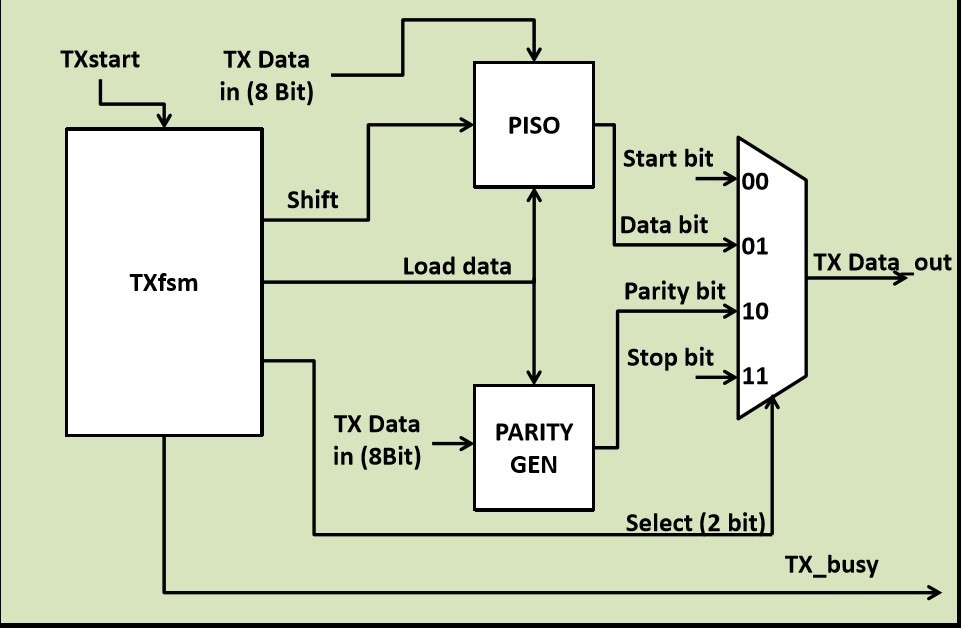 TXstart
TX Data
in (8 Bit)
PISO
Start bit
00
Shift
Data bit
01
TX Data_out
Load data
TXfsm
Parity bit
10
Stop bit
11
TX Data
in (8Bit)
PARITY
GEN
Select (2 bit)
TX_busy